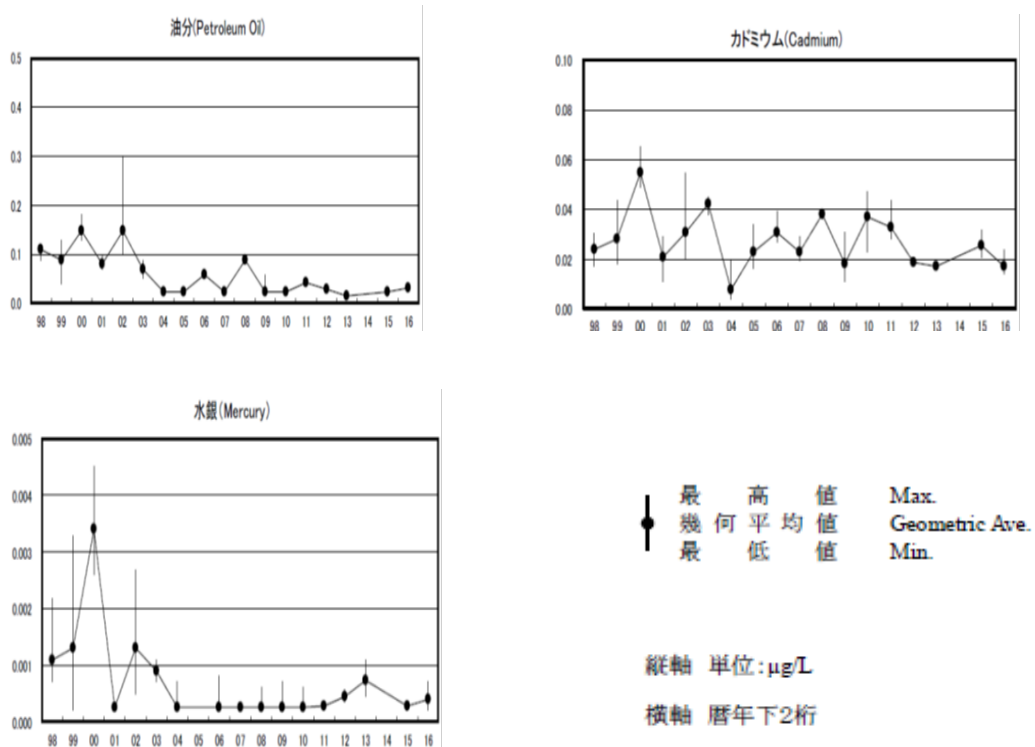 油分(Petroleum Oil)
0.5
0.4
0.3
0.2
0.1
0.0
98 99 00 01 02 03 04 05 06 07 08 09 10 11 12 13 14 15 16
カドミウム(Cadmium)
0.10
0.08
0.06
0.04
0.02
0.00
98 99 00 01 02 03 04 05 06 07 08 09 10 11 12 13 14 15 16
水銀(Mercury)
0.005
0.004
0.003
0.002
0.001
0.000
98 99 00 01 02 03 04 05 06 07 08 09 10 11 12 13 14 15 16
最高値 Max.
幾何平均値 Geometric Ave.
最低値 Min.
縦軸 単位:μg/L
横軸 暦年下2桁